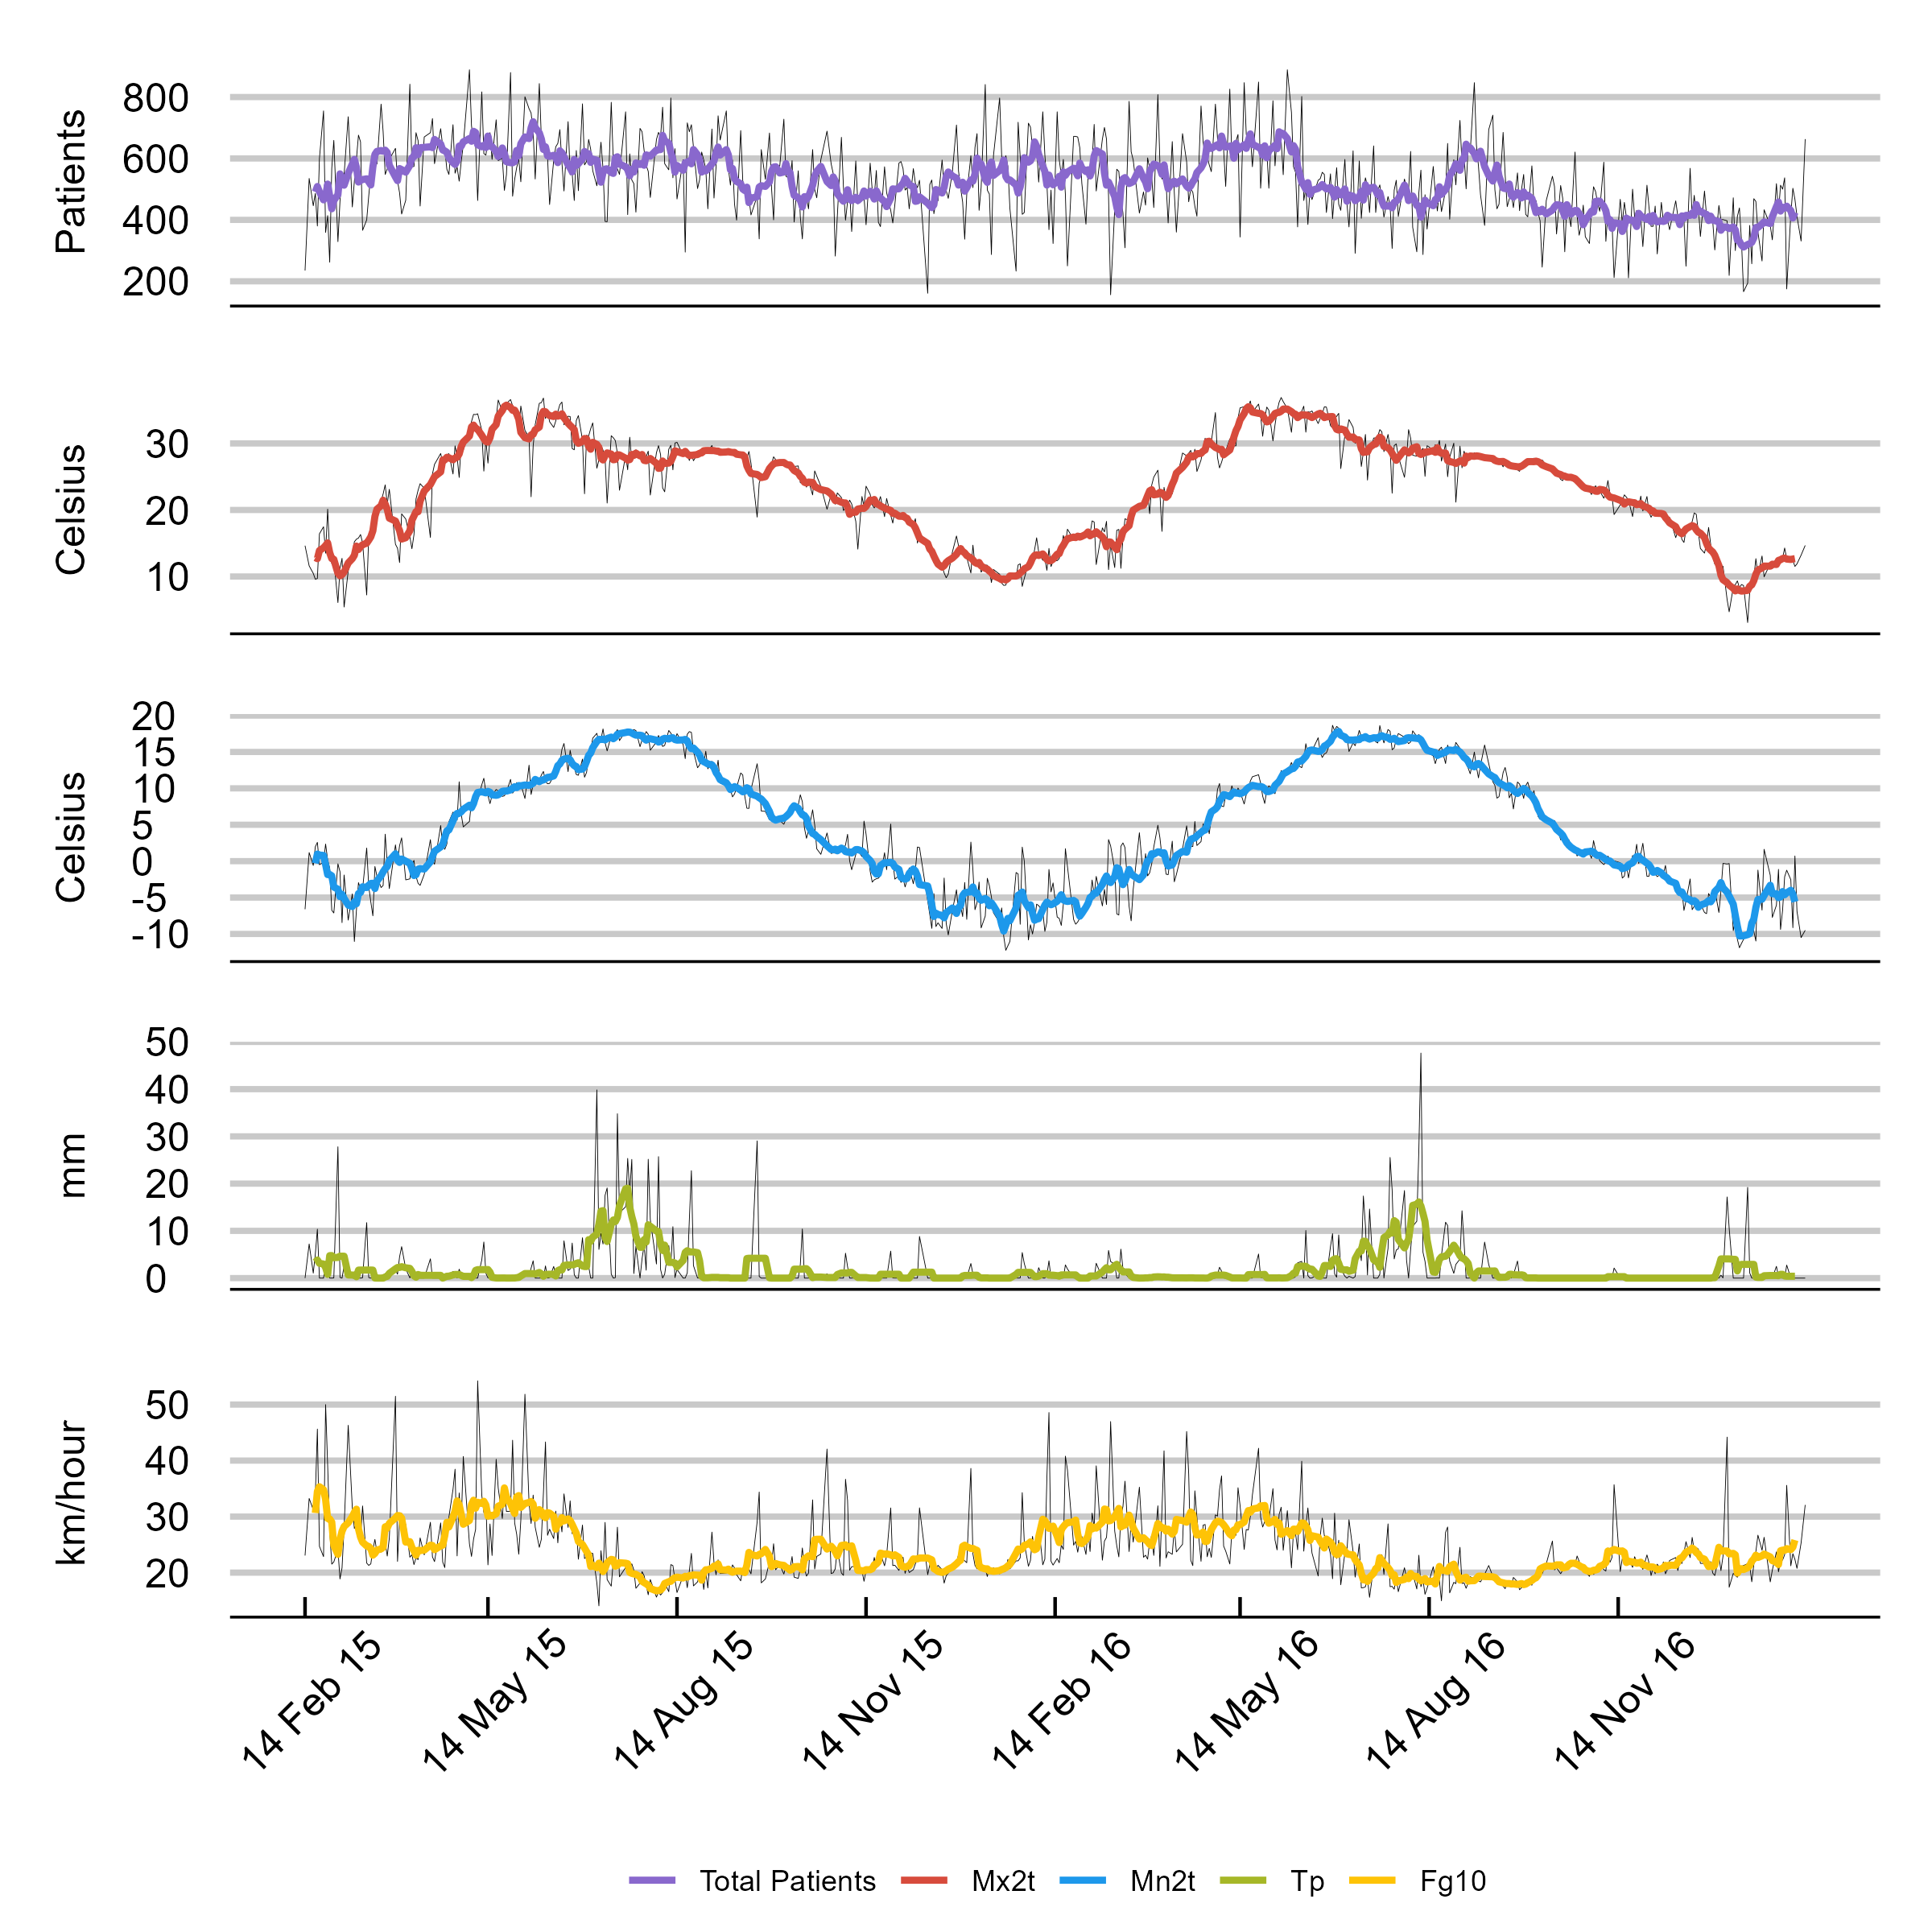 Patients
800
600
400
200
Celsius
30
20
10
Celsius
20
15
10
5
0
-5
-10
mm
50
40
30
20
10
0
km/hour
50
40
30
20
14 Feb 15
14 May 15
14 Aug 15
14 Nov 15
14 Feb 16
14 May 16
14 Aug 16
14 Nov 16
Total Patients Mx2t Mn2t Tp Fg10